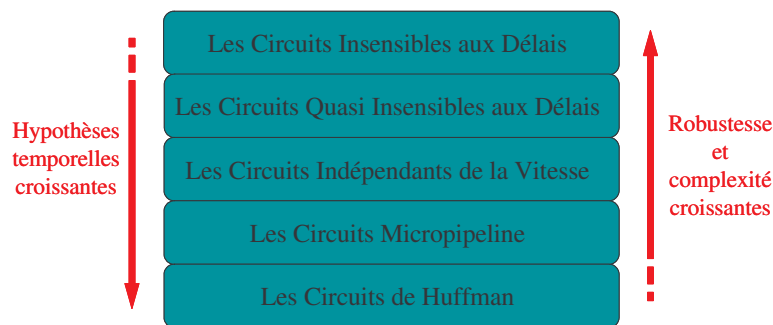 Les Circuits Insensibles aux Délais
Les Circuits Quasi Insensibles aux Délais
Les Circuits Indépendants de la Vitesse
Les Circuits Micropipeline
Les Circuits de Huffman
Hypothèses
temporelles
croissantes
Robustesse
et
complexité
croissantes